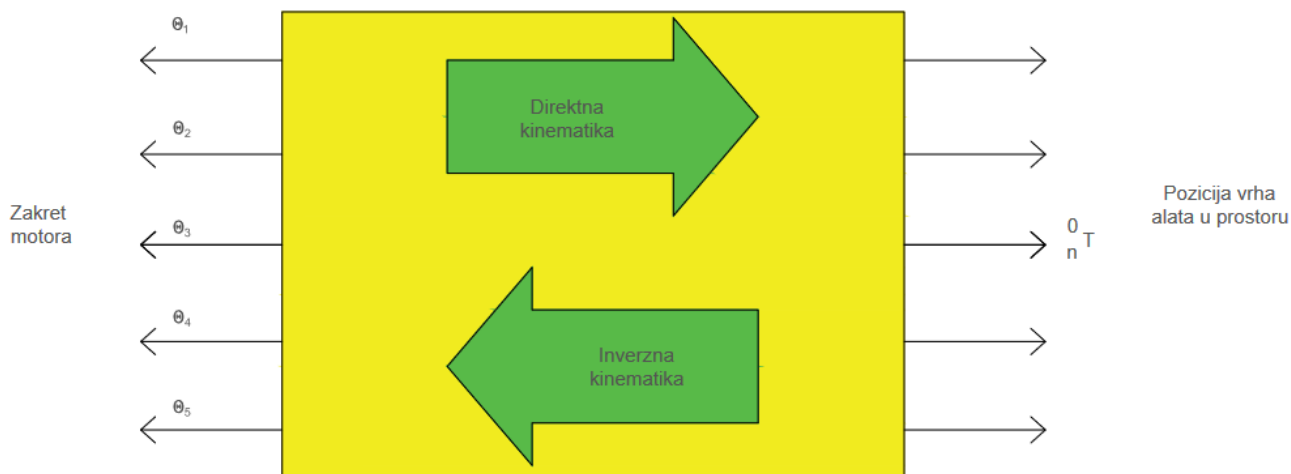 Θ1
Θ2
Θ3
Θ4
Θ5
Zakret
motora
Direktna
kinematika
Inverzna
kinematika
0
n T
Pozicija vrha
alata u prostoru